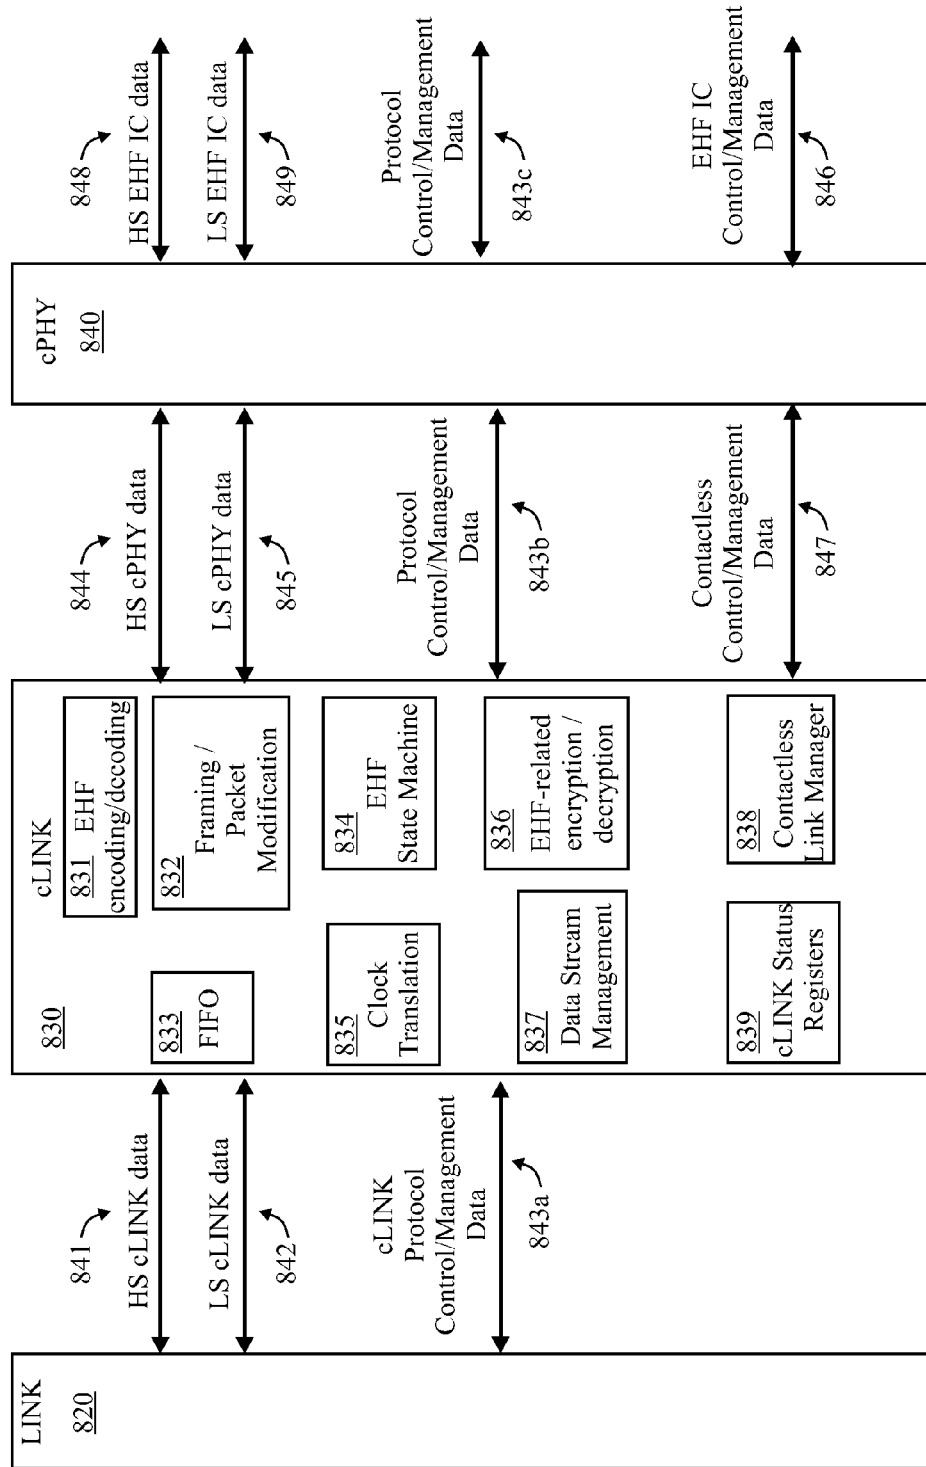 LINK
820
841
HS cLINK data
LS cLINK data
842
cLINK
Protocol
Control/Management
Data
843a
cLINK
830
831 EHF
encoding/decoding
833
FIFO
832
Framing /
Packet
Modification
835
Clock
Translation
834
EHF
State Machine
837
Data Stream
Management
836
EHF-related
encryption /
decryption
839
cLINK Status
Registers
838
Contactless
Link Manager
844
HS cPHY data
LS cPHY data
845
Protocol
Control/Management
Data
843b
Contactless
Control/Management
Data
847
cPHY
840
848
HS EHF IC data
LS EHF IC data
849
Protocol
Control/Management
Data
843c
EHF IC
Control/Management
Data
846